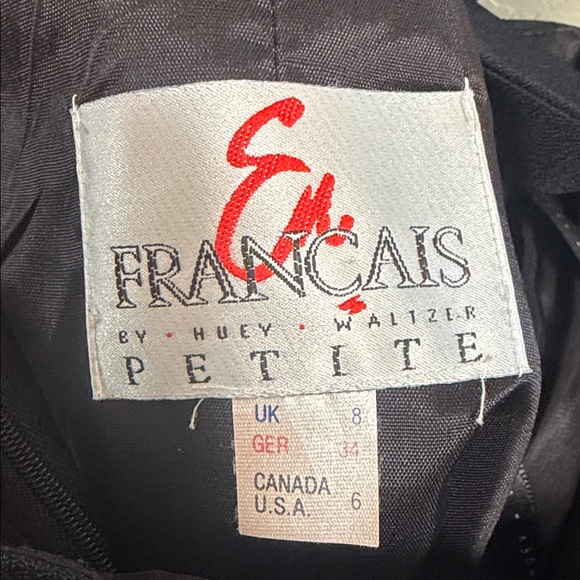 En
FRANÇAIS
BY · HUEY · WALTZER
PETITE
UK 8
GER 34
CANADA
U.S.A. 6